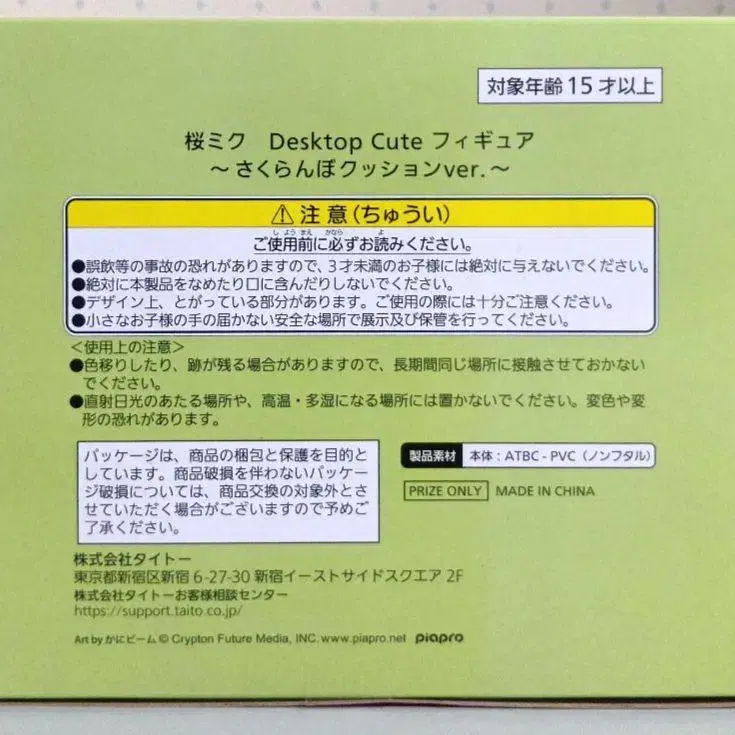 対象年齢15才以上
桜ミク Desktop Cute フィギュア
～さくらんぼクッションver.～
⚠注意(ちゅうい)
ご使用前に必ずお読みください。
●誤飲等の事故の恐れがありますので、3才未満のお子様には絶対に与えないでください。
●絶対に本製品をなめたり口に含んだりしないでください。
●デザイン上、とがっている部分があります。ご使用の際には十分ご注意ください。
●小さなお子様の手の届かない安全な場所で展示及び保管を行ってください。
＜使用上の注意＞
●色移りしたり、跡が残る場合がありますので、長期間同じ場所に接触させておかない
でください。
●直射日光のあたる場所や、高温・多湿になる場所には置かないでください。変色や変
形の恐れがあります。
パッケージは、商品の梱包と保護を目的と
しています。商品破損を伴わないパッケー
ジ破損については、商品交換の対象外とさ
せていただく場合がございますので予めご
了承ください。
製品素材 本体：ATBC-PVC（ノンフタル）
PRIZE ONLY MADE IN CHINA
株式会社タイトー
東京都新宿区新宿6-27-30 新宿イーストサイドスクエア 2F
株式会社タイトーお客様相談センター
https://support.taito.co.jp/
Art by かにビーム © Crypton Future Media, INC. www.piapro.net piapro